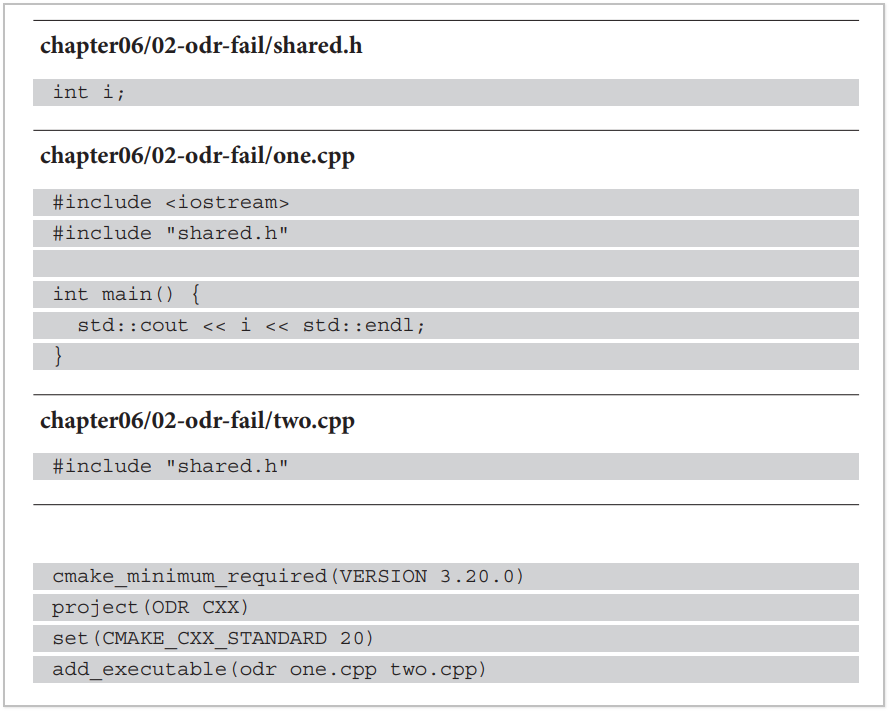 chapter06/02-odr-fail/shared.h
int i;
chapter06/02-odr-fail/one.cpp
#include <iostream>
#include "shared.h"
int main() {
  std::cout << i << std::endl;
}
chapter06/02-odr-fail/two.cpp
#include "shared.h"
cmake_minimum_required(VERSION 3.20.0)
project(ODR CXX)
set(CMAKE_CXX_STANDARD 20)
add_executable(odr one.cpp two.cpp)